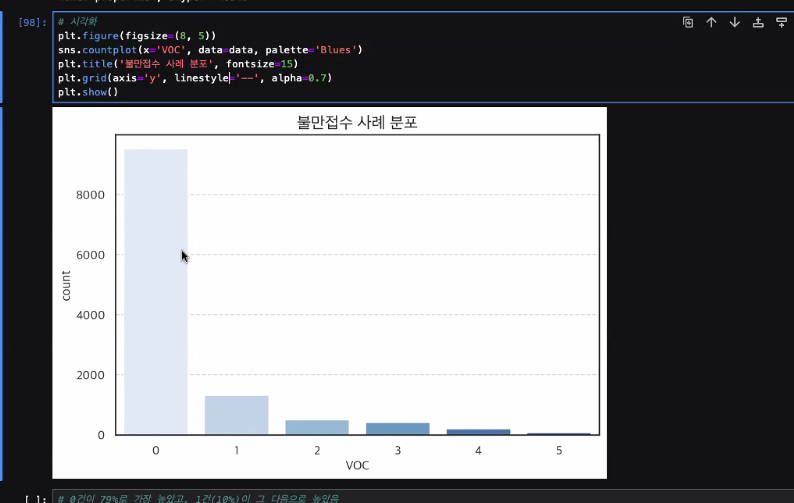 [98]:
# 시각화
plt.figure(figsize=(8, 5))
sns.countplot(x='VOC', data=data, palette='Blues')
plt.title('불만접수 사례 분포', fontsize=15)
plt.grid(axis='y', linestyle='--', alpha=0.7)
plt.show()
불만접수 사례 분포
8000
6000
4000
2000
0
count
0 1 2 3 4 5
VOC
[ ]: # 0건이 79%로 가장 높았고, 1건(10%)이 그 다음으로 높았음